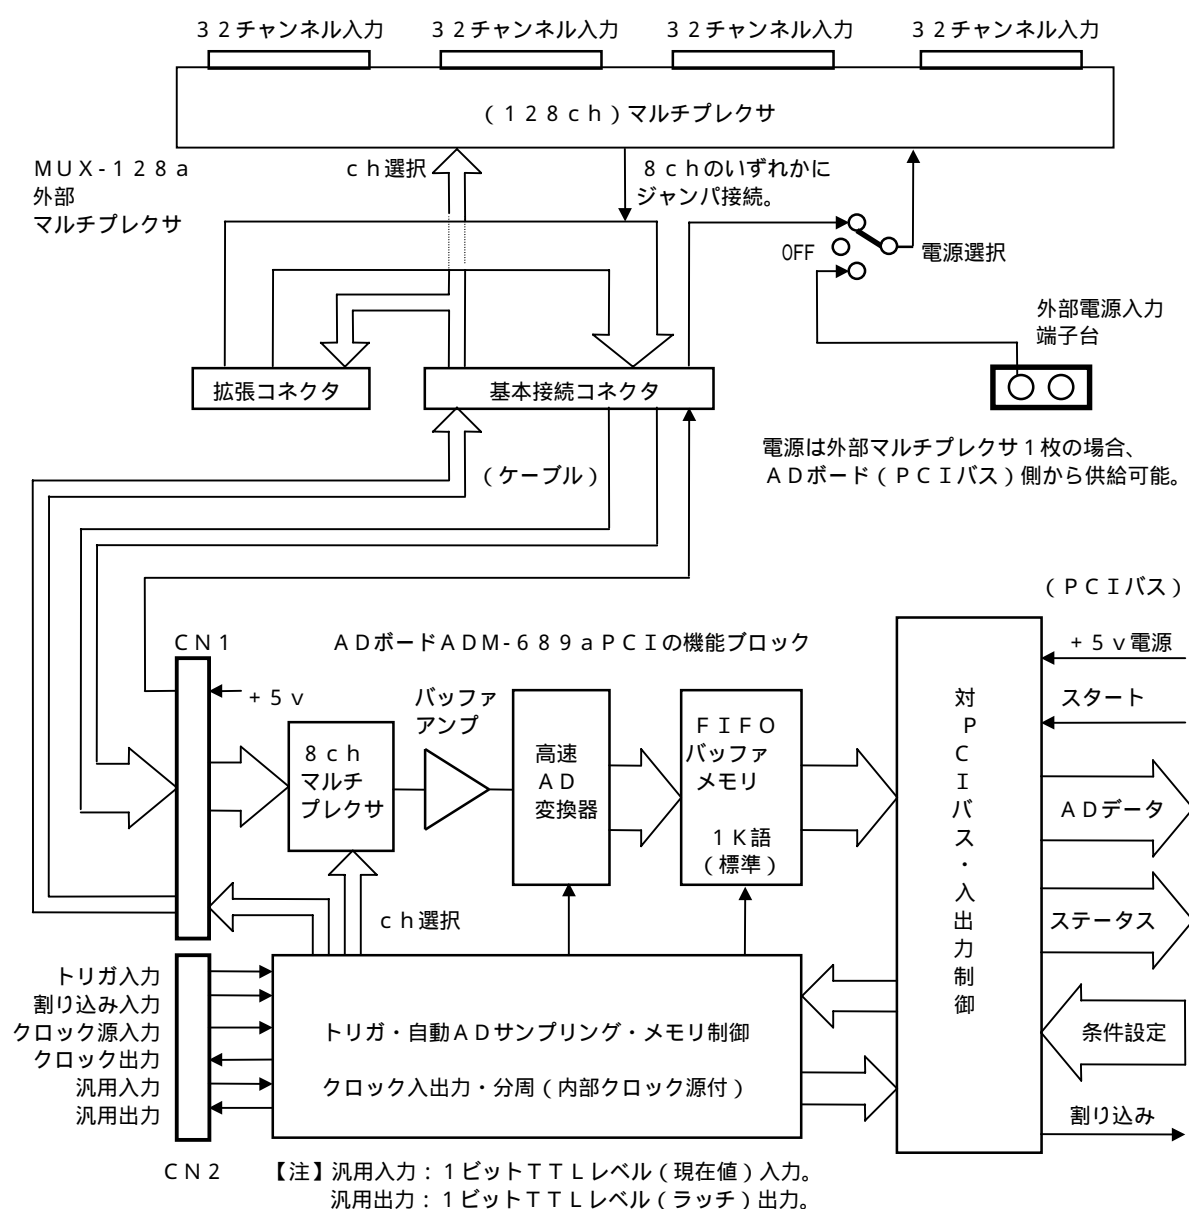 ３２チャンネル入力
３２チャンネル入力
３２チャンネル入力
３２チャンネル入力
（１２８ｃｈ）マルチプレクサ
ＭＵＸ-１２８ａ
外部
マルチプレクサ
ｃｈ選択
８ｃｈのいずれかに
ジャンパ接続。
OFF
電源選択
外部電源入力
端子台
拡張コネクタ
基本接続コネクタ
電源は外部マルチプレクサ１枚の場合、
ＡＤボード（ＰＣＩバス）側から供給可能。
（ケーブル）
（ＰＣＩバス）
ＣＮ１
ＡＤボードＡＤＭ-６８９ａＰＣＩの機能ブロック
＋５ｖ
８ｃｈ
マルチ
プレクサ
バッファ
アンプ
高速
ＡＤ
変換器
ＦＩＦＯ
バッファ
メモリ
１Ｋ語
（標準）
対ＰＣＩバス・入出力制御
＋５ｖ電源
スタート
ＡＤデータ
ステータス
条件設定
割り込み
ｃｈ選択
トリガ入力
割り込み入力
クロック源入力
クロック出力
汎用入力
汎用出力
トリガ・自動ＡＤサンプリング・メモリ制御
クロック入出力・分周（内部クロック源付）
ＣＮ２
【注】汎用入力：１ビットＴＴＬレベル（現在値）入力。
汎用出力：１ビットＴＴＬレベル（ラッチ）出力。